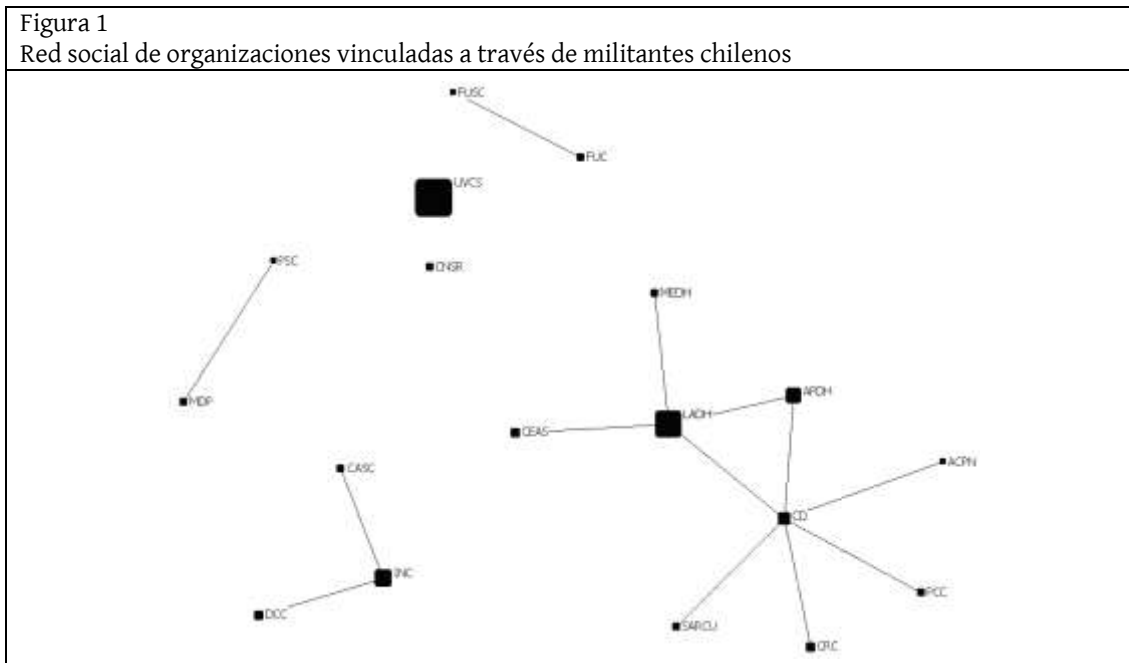 Figura 1
Red social de organizaciones vinculadas a través de militantes chilenos
FUSC
FUC
UVCS
PSC
CNSR
MEDH
MDP
APDH
LADH
CEAS
CASC
ACPN
CD
INC
DCC
PCC
SARCU
CRC